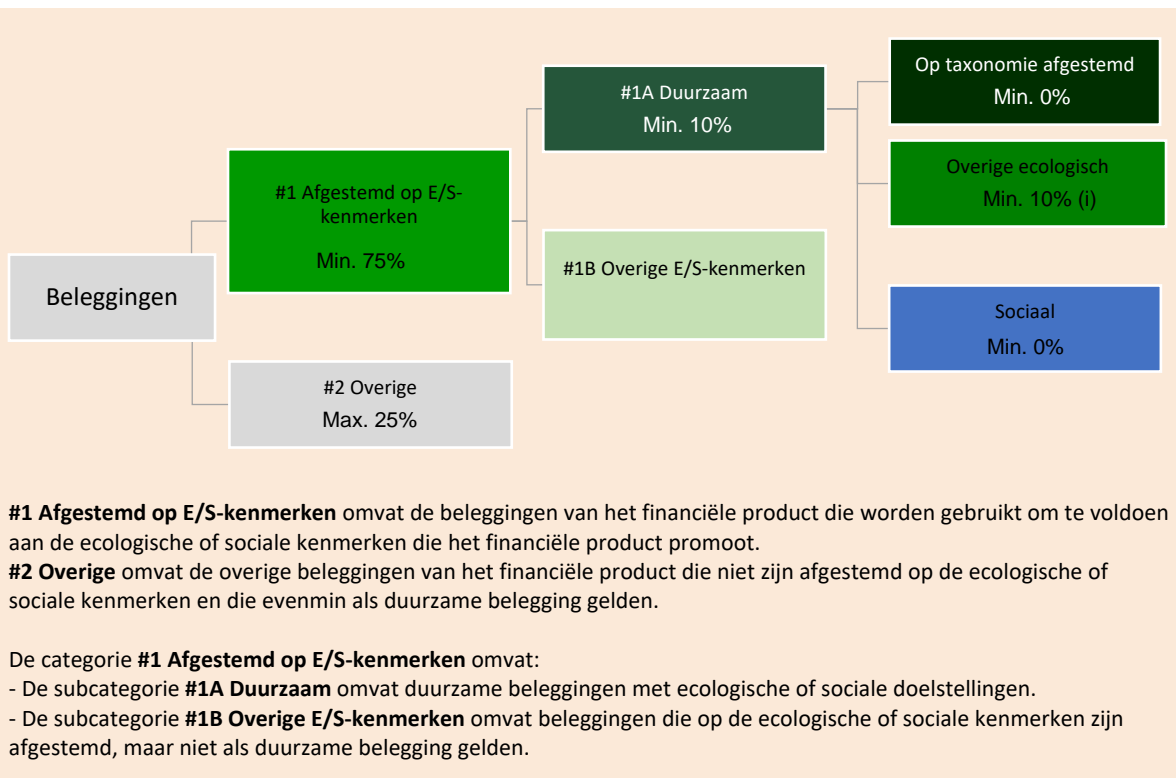 Beleggingen
#1 Afgestemd op E/S-
kenmerken
Min. 75%
#2 Overige
Max. 25%
#1A Duurzaam
Min. 10%
#1B Overige E/S-kenmerken
Op taxonomie afgestemd
Min. 0%
Overige ecologisch
Min. 10% (i)
Sociaal
Min. 0%
#1 Afgestemd op E/S-kenmerken omvat de beleggingen van het financiële product die worden gebruikt om te voldoen
aan de ecologische of sociale kenmerken die het financiële product promoot.
#2 Overige omvat de overige beleggingen van het financiële product die niet zijn afgestemd op de ecologische of
sociale kenmerken en die evenmin als duurzame belegging gelden.
De categorie #1 Afgestemd op E/S-kenmerken omvat:
- De subcategorie #1A Duurzaam omvat duurzame beleggingen met ecologische of sociale doelstellingen.
- De subcategorie #1B Overige E/S-kenmerken omvat beleggingen die op de ecologische of sociale kenmerken zijn
afgestemd, maar niet als duurzame belegging gelden.